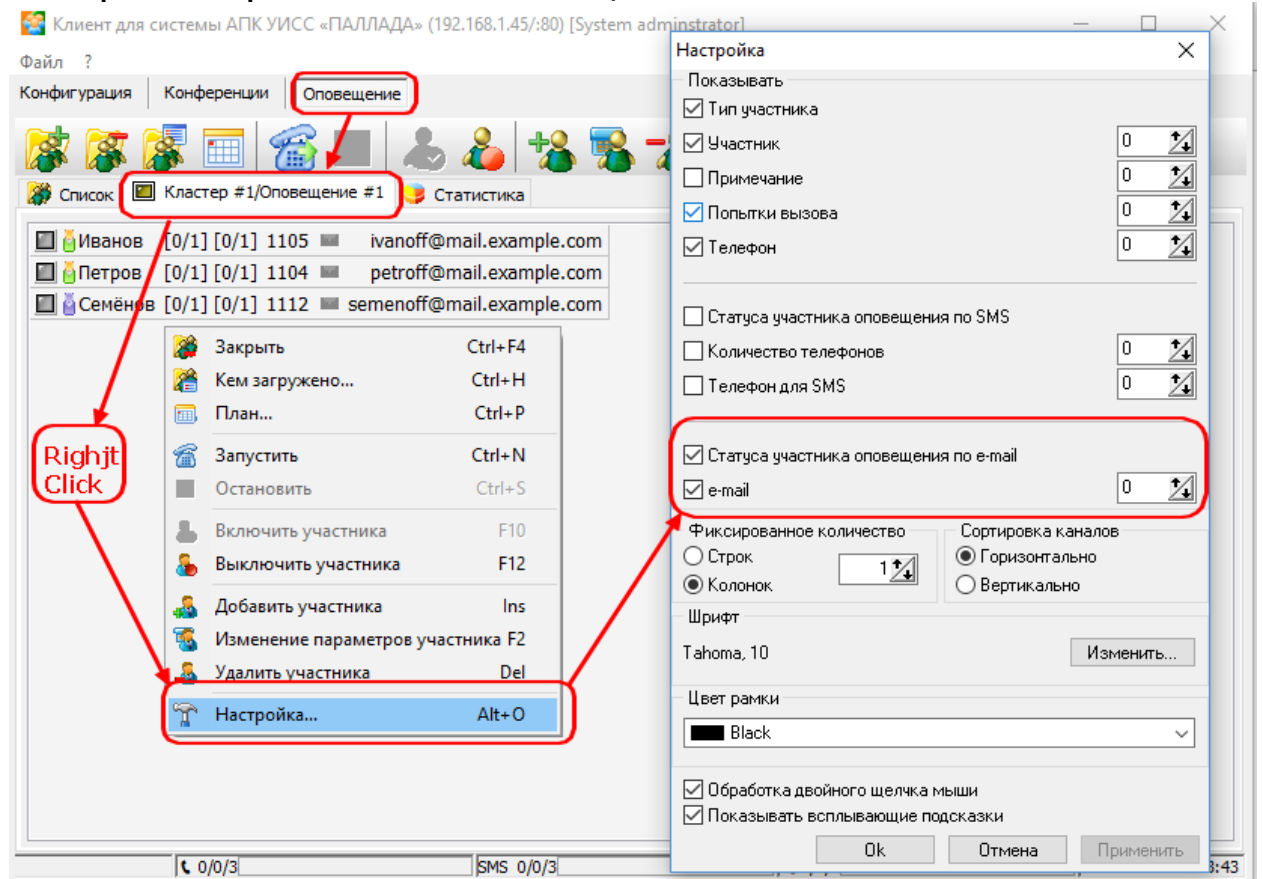 Клиент для системы АПК УИСС «ПАЛЛАДА» (192.168.1.45/:80) [System adminstrator]
Файл ?
Конфигурация Конференции Оповещение
Список Кластер #1/Оповещение #1 Статистика
Иванов [0/1] [0/1] 1105 ivanoff@mail.example.com
Петров [0/1] [0/1] 1104 petroff@mail.example.com
Семёнов [0/1] [0/1] 1112 semenoff@mail.example.com
Righjt
Click
Закрыть Ctrl+F4
Кем загружено... Ctrl+H
План... Ctrl+P
Запустить Ctrl+N
Остановить Ctrl+S
Включить участника F10
Выключить участника F12
Добавить участника Ins
Изменение параметров участника F2
Удалить участника Del
Настройка... Alt+O
Настройка
Показывать
Тип участника
Участник 0
Примечание 0
Попытки вызова 0
Телефон 0
Статуса участника оповещения по SMS
Количество телефонов 0
Телефон для SMS 0
Статуса участника оповещения по e-mail
e-mail 0
Фиксированное количество Сортировка каналов
Строк 1 Горизонтально
Колонок Вертикально
Шрифт
Tahoma, 10 Изменить...
Цвет рамки
Black
Обработка двойного щелчка мыши
Показывать всплывающие подсказки
Ok Отмена Применить
0/0/3 SMS 0/0/3 :43